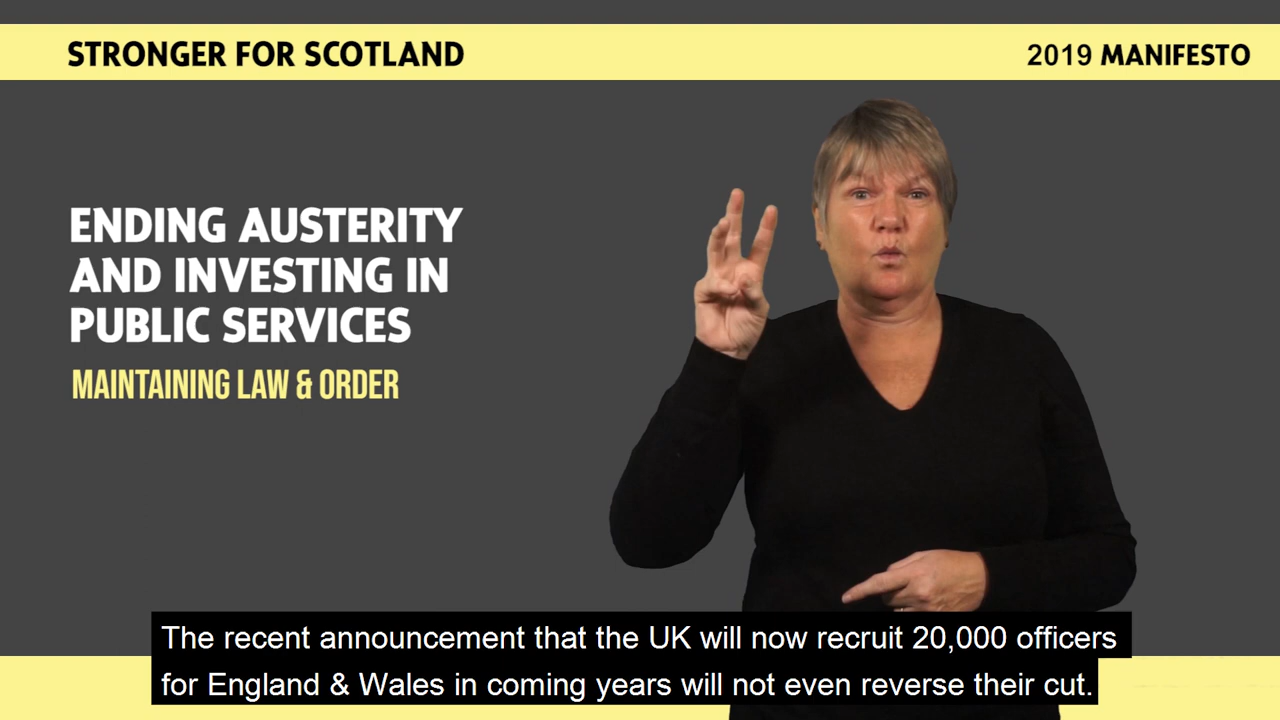 STRONGER FOR SCOTLAND
2019 MANIFESTO
ENDING AUSTERITY
AND INVESTING IN
PUBLIC SERVICES
MAINTAINING LAW & ORDER
The recent announcement that the UK will now recruit 20,000 officers
for England & Wales in coming years will not even reverse their cut.